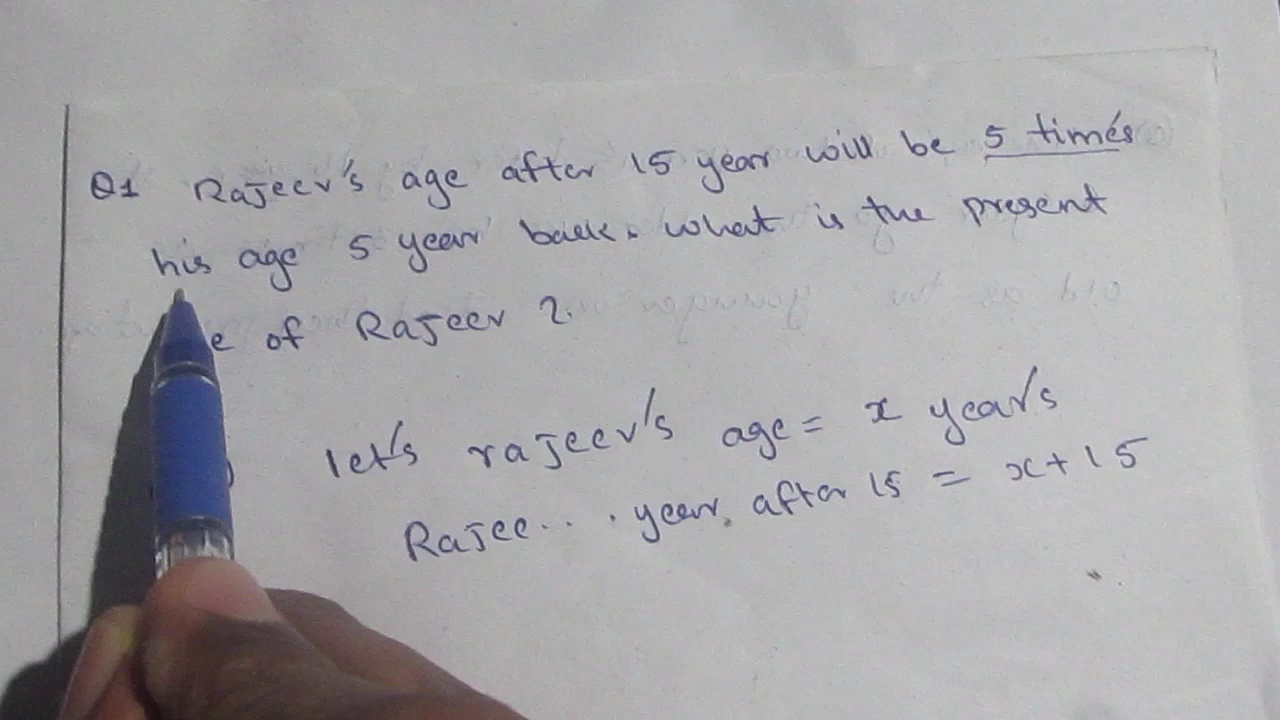 Q1 Rajeev's age after 15 year will be 5 times
his age 5 year back. what is the present
e of Rajeev ?.
let's rajeev's age = x years
Rajee... year. after 15 = x+15